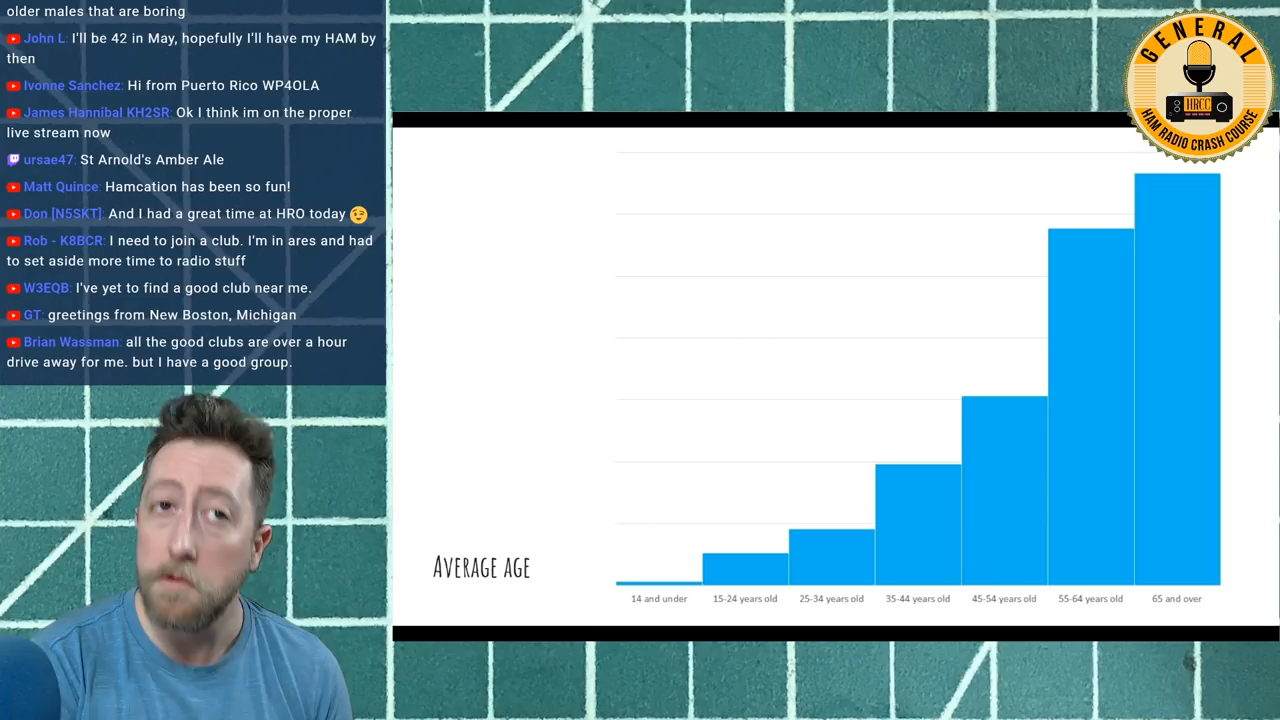 older males that are boring
John L: I'll be 42 in May, hopefully I'll have my HAM by
then
Ivonne Sanchez: Hi from Puerto Rico WP4OLA
James Hannibal KH2SR: Ok I think im on the proper
live stream now
ursae47: St Arnold's Amber Ale
Matt Quince: Hamcation has been so fun!
Don [N5SKT]: And I had a great time at HRO today 😉
Rob - K8BCR: I need to join a club. I'm in ares and had
to set aside more time to radio stuff
W3EQB: I've yet to find a good club near me.
GT: greetings from New Boston, Michigan
Brian Wassman: all the good clubs are over a hour
drive away for me. but I have a good group.
GENERAL
HRCC
HAM RADIO CRASH COURSE
AVERAGE AGE
14 and under 15-24 years old 25-34 years old 35-44 years old 45-54 years old 55-64 years old 65 and over